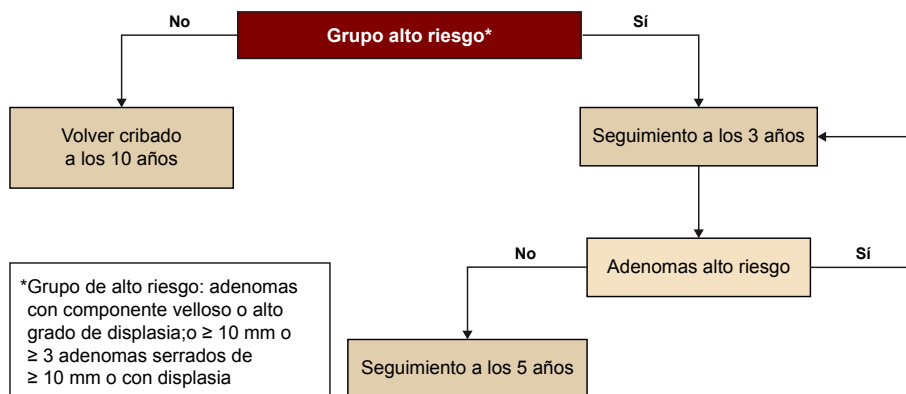 No
Grupo alto riesgo*
Sí
Volver cribado
a los 10 años
Seguimiento a los 3 años
No
Adenomas alto riesgo
Sí
*Grupo de alto riesgo: adenomas
con componente velloso o alto
grado de displasia;o ≥ 10 mm o
≥ 3 adenomas serrados de
≥ 10 mm o con displasia
Seguimiento a los 5 años